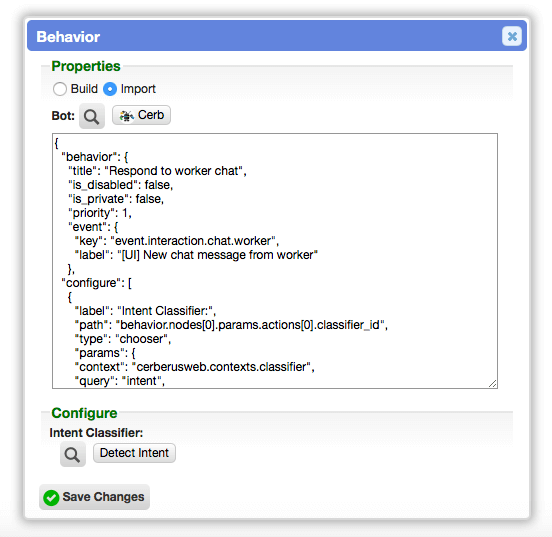 Behavior
Properties
Build Import
Bot: Cerb
{
"behavior": {
"title": "Respond to worker chat",
"is_disabled": false,
"is_private": false,
"priority": 1,
"event": {
"key": "event.interaction.chat.worker",
"label": "[UI] New chat message from worker"
},
"configure": [
{
"label": "Intent Classifier:",
"path": "behavior.nodes[0].params.actions[0].classifier_id",
"type": "chooser",
"params": {
"context": "cerberusweb.contexts.classifier",
"query": "intent",
Configure
Intent Classifier:
Detect Intent
Save Changes